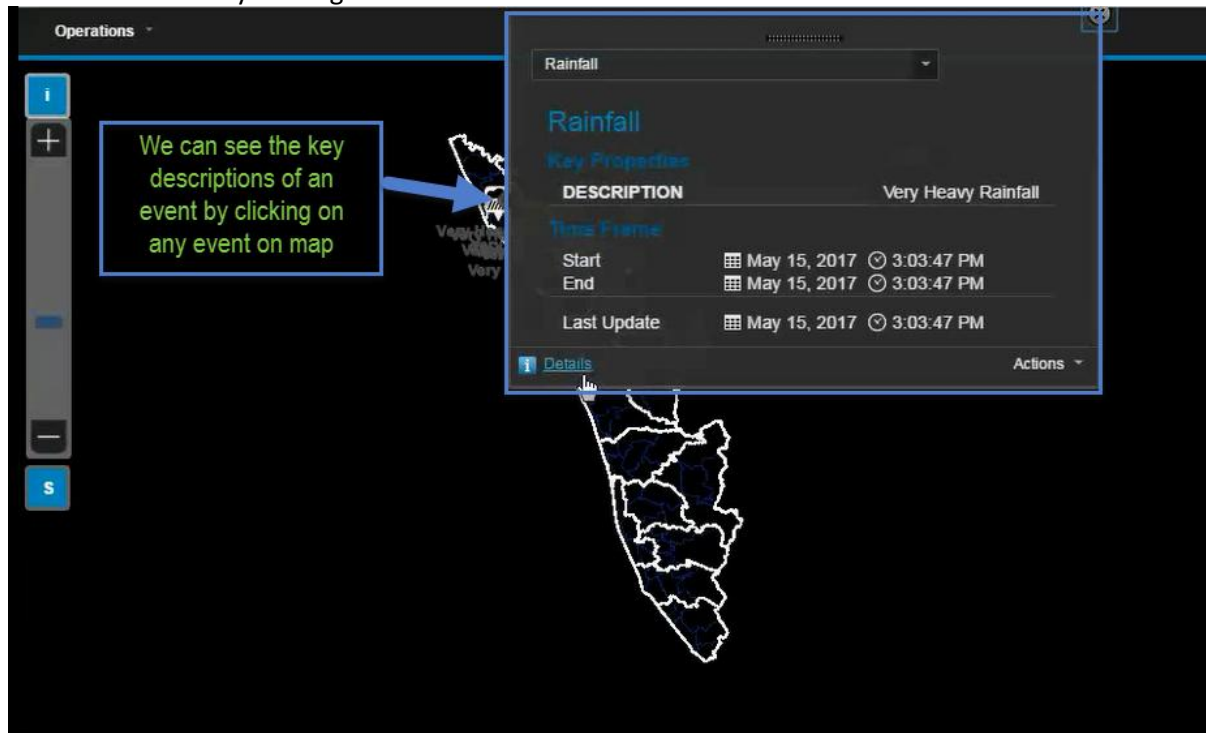 Operations
Rainfall
i
Rainfall
We can see the key
descriptions of an
event by clicking on
any event on map
Key Properties
DESCRIPTION Very Heavy Rainfall
Time Frame
Start May 15, 2017 3:03:47 PM
End May 15, 2017 3:03:47 PM
Last Update May 15, 2017 3:03:47 PM
i Details Actions
S
Very